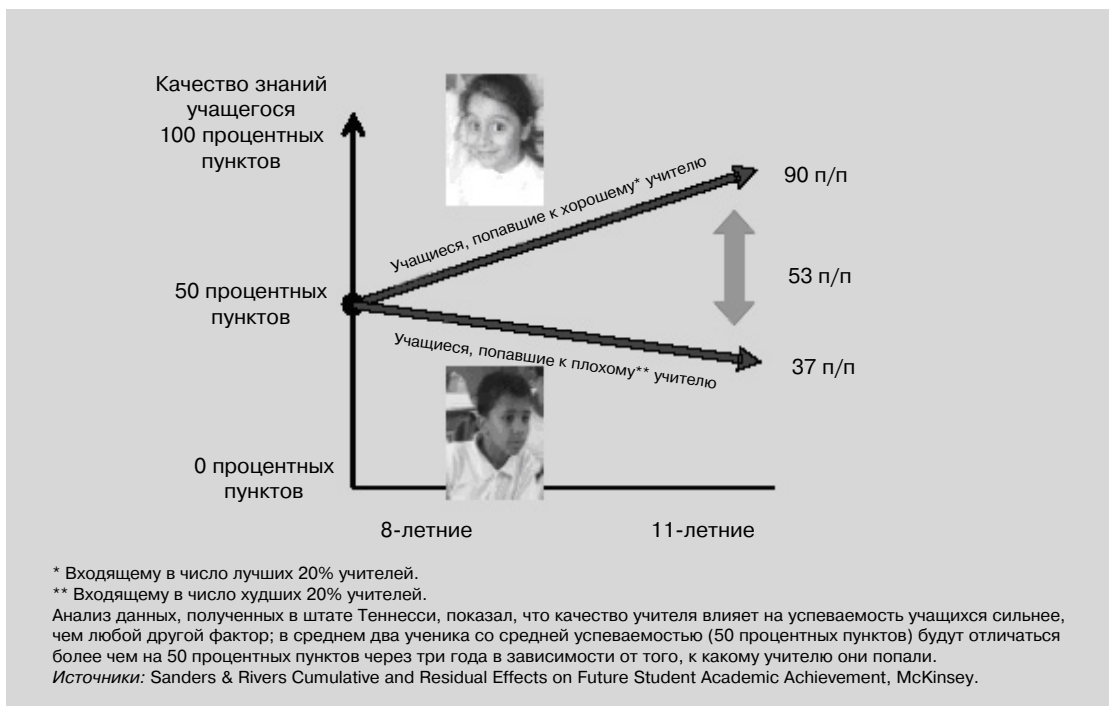 Качество знаний
учащегося
100 процентных
пунктов
Учащиеся, попавшие к хорошему* учителю
90 п/п
53 п/п
50 процентных
пунктов
Учащиеся, попавшие к плохому** учителю
37 п/п
0 процентных
пунктов
8-летние
11-летние
* Входящему в число лучших 20% учителей.
** Входящему в число худших 20% учителей.
Анализ данных, полученных в штате Теннесси, показал, что качество учителя влияет на успеваемость учащихся сильнее,
чем любой другой фактор; в среднем два ученика со средней успеваемостью (50 процентных пунктов) будут отличаться
более чем на 50 процентных пунктов через три года в зависимости от того, к какому учителю они попали.
Источники: Sanders & Rivers Cumulative and Residual Effects on Future Student Academic Achievement, McKinsey.